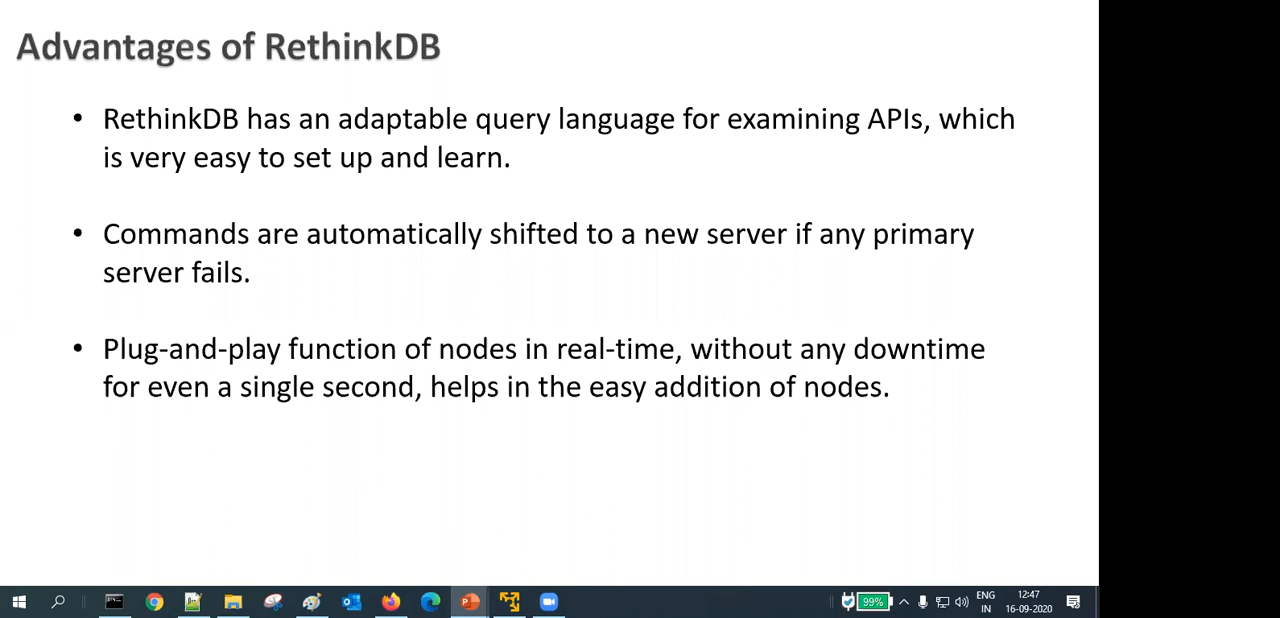 Advantages of RethinkDB
• RethinkDB has an adaptable query language for examining APIs, which
is very easy to set up and learn.
• Commands are automatically shifted to a new server if any primary
server fails.
• Plug-and-play function of nodes in real-time, without any downtime
for even a single second, helps in the easy addition of nodes.
99%
ENG
IN
12:47
16-09-2020